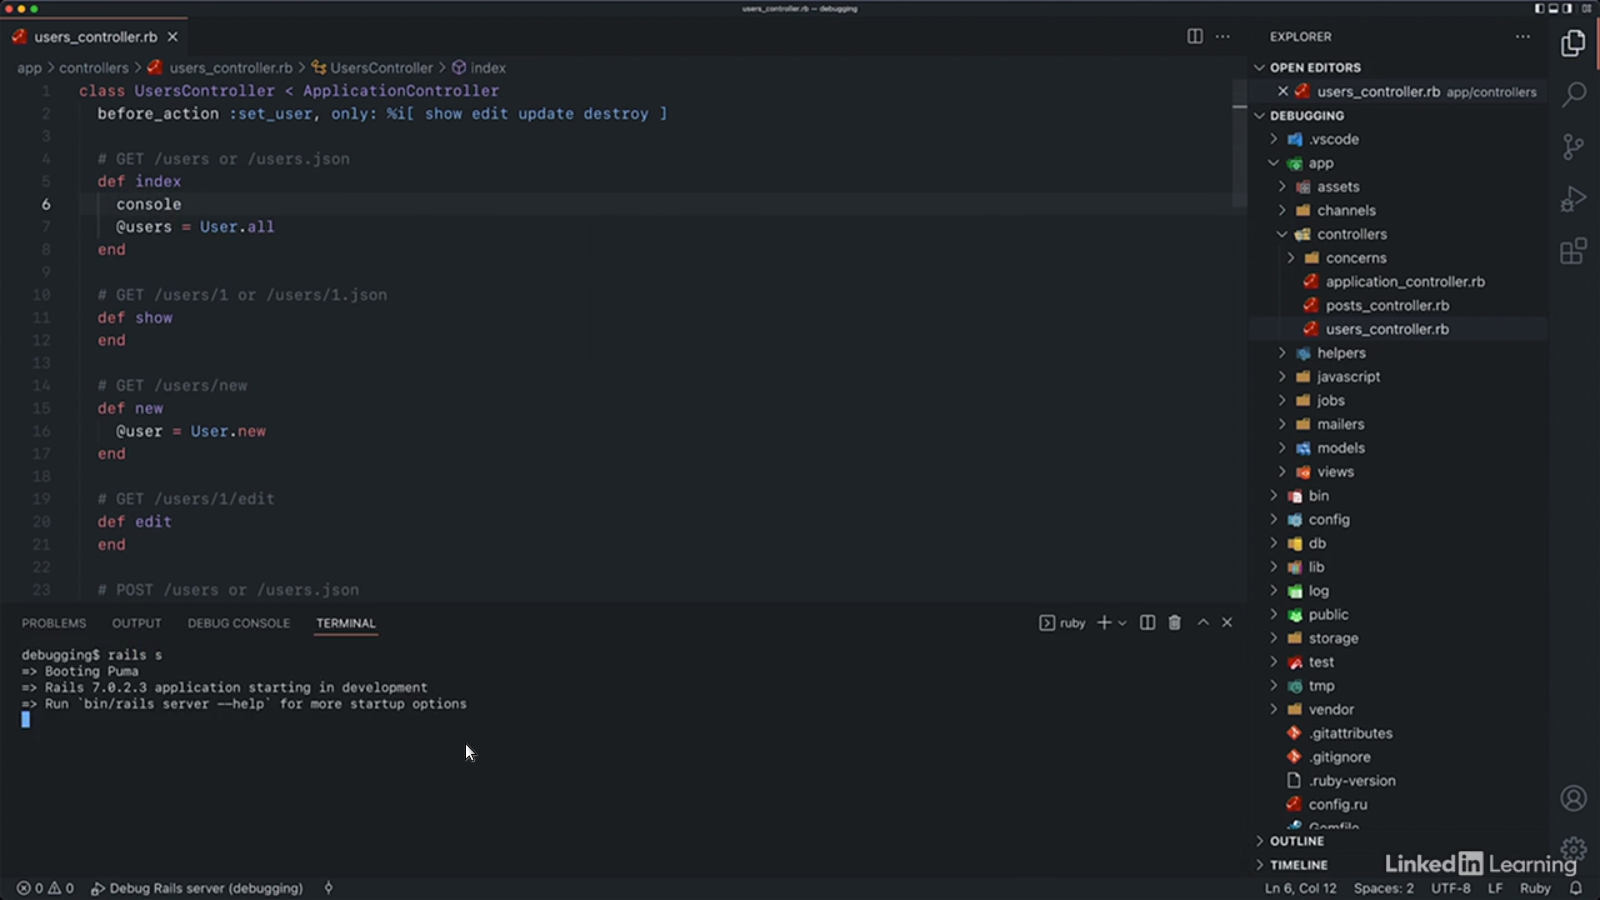 users_controller.rb — debugging
users_controller.rb
app > controllers > users_controller.rb > UsersController > index
1 class UsersController < ApplicationController
2 before_action :set_user, only: %i[ show edit update destroy ]
3
4 # GET /users or /users.json
5 def index
6 console
7 @users = User.all
8 end
9
10 # GET /users/1 or /users/1.json
11 def show
12 end
13
14 # GET /users/new
15 def new
16 @user = User.new
17 end
18
19 # GET /users/1/edit
20 def edit
21 end
22
23 # POST /users or /users.json
PROBLEMS OUTPUT DEBUG CONSOLE TERMINAL
ruby
debugging$ rails s
=> Booting Puma
=> Rails 7.0.2.3 application starting in development
=> Run `bin/rails server --help` for more startup options
EXPLORER
OPEN EDITORS
users_controller.rb app/controllers
DEBUGGING
.vscode
app
assets
channels
controllers
concerns
application_controller.rb
posts_controller.rb
users_controller.rb
helpers
javascript
jobs
mailers
models
views
bin
config
db
lib
log
public
storage
test
tmp
vendor
.gitattributes
.gitignore
.ruby-version
config.ru
Gemfile
OUTLINE
TIMELINE
LinkedIn Learning
0 0 Debug Rails server (debugging)
Ln 6, Col 12 Spaces: 2 UTF-8 LF Ruby